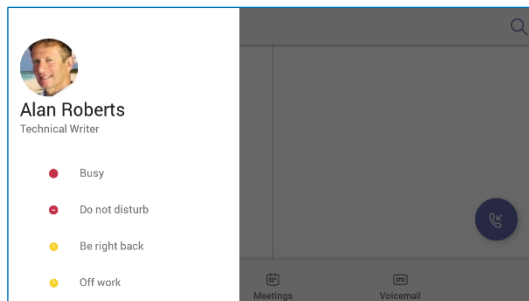 Alan Roberts
Technical Writer
Busy
Do not disturb
Be right back
Off work
Meetings
Voicemail